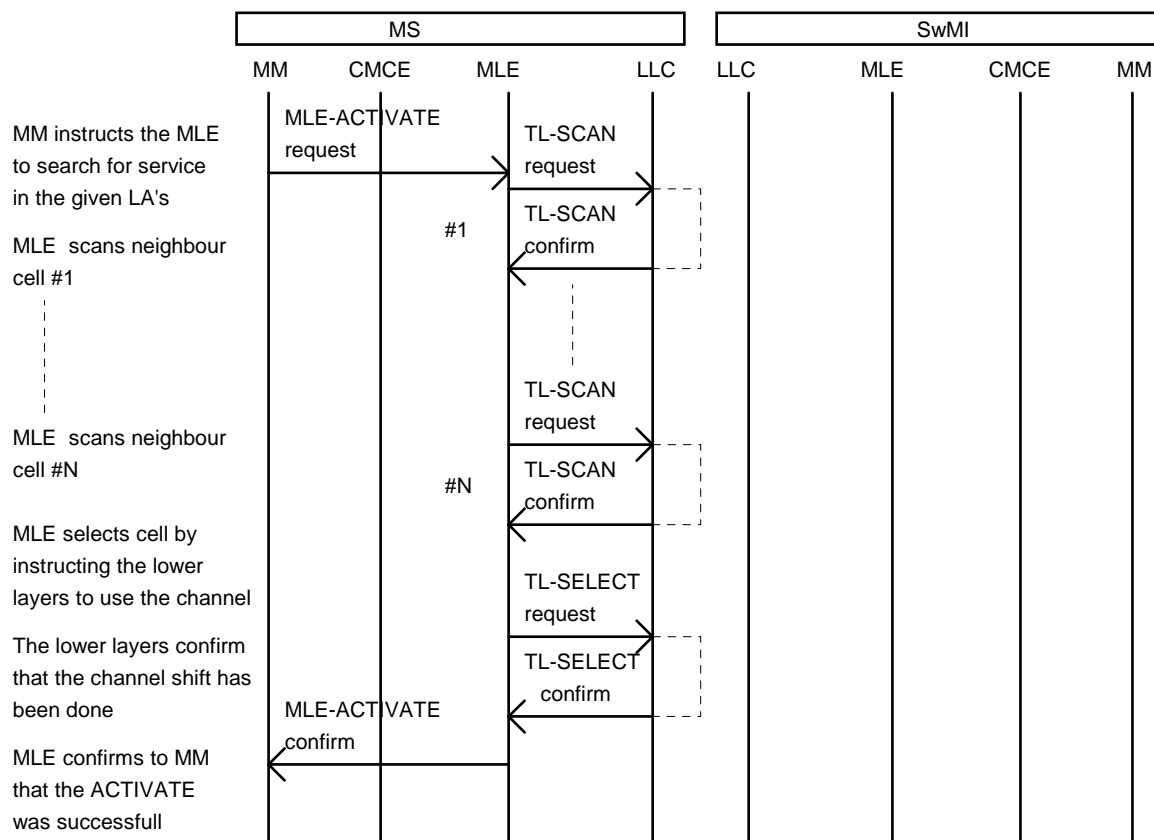 MS
SwMI
MM CMCE MLE LLC LLC MLE CMCE MM
MM instructs the MLE
to search for service
in the given LA's
MLE-ACTIVATE
request
TL-SCAN
request
#1
TL-SCAN
confirm
MLE scans neighbour
cell #1
TL-SCAN
request
MLE scans neighbour
cell #N
#N
TL-SCAN
confirm
MLE selects cell by
instructing the lower
layers to use the channel
TL-SELECT
request
The lower layers confirm
that the channel shift has
been done
TL-SELECT
confirm
MLE-ACTIVATE
confirm
MLE confirms to MM
that the ACTIVATE
was successfull